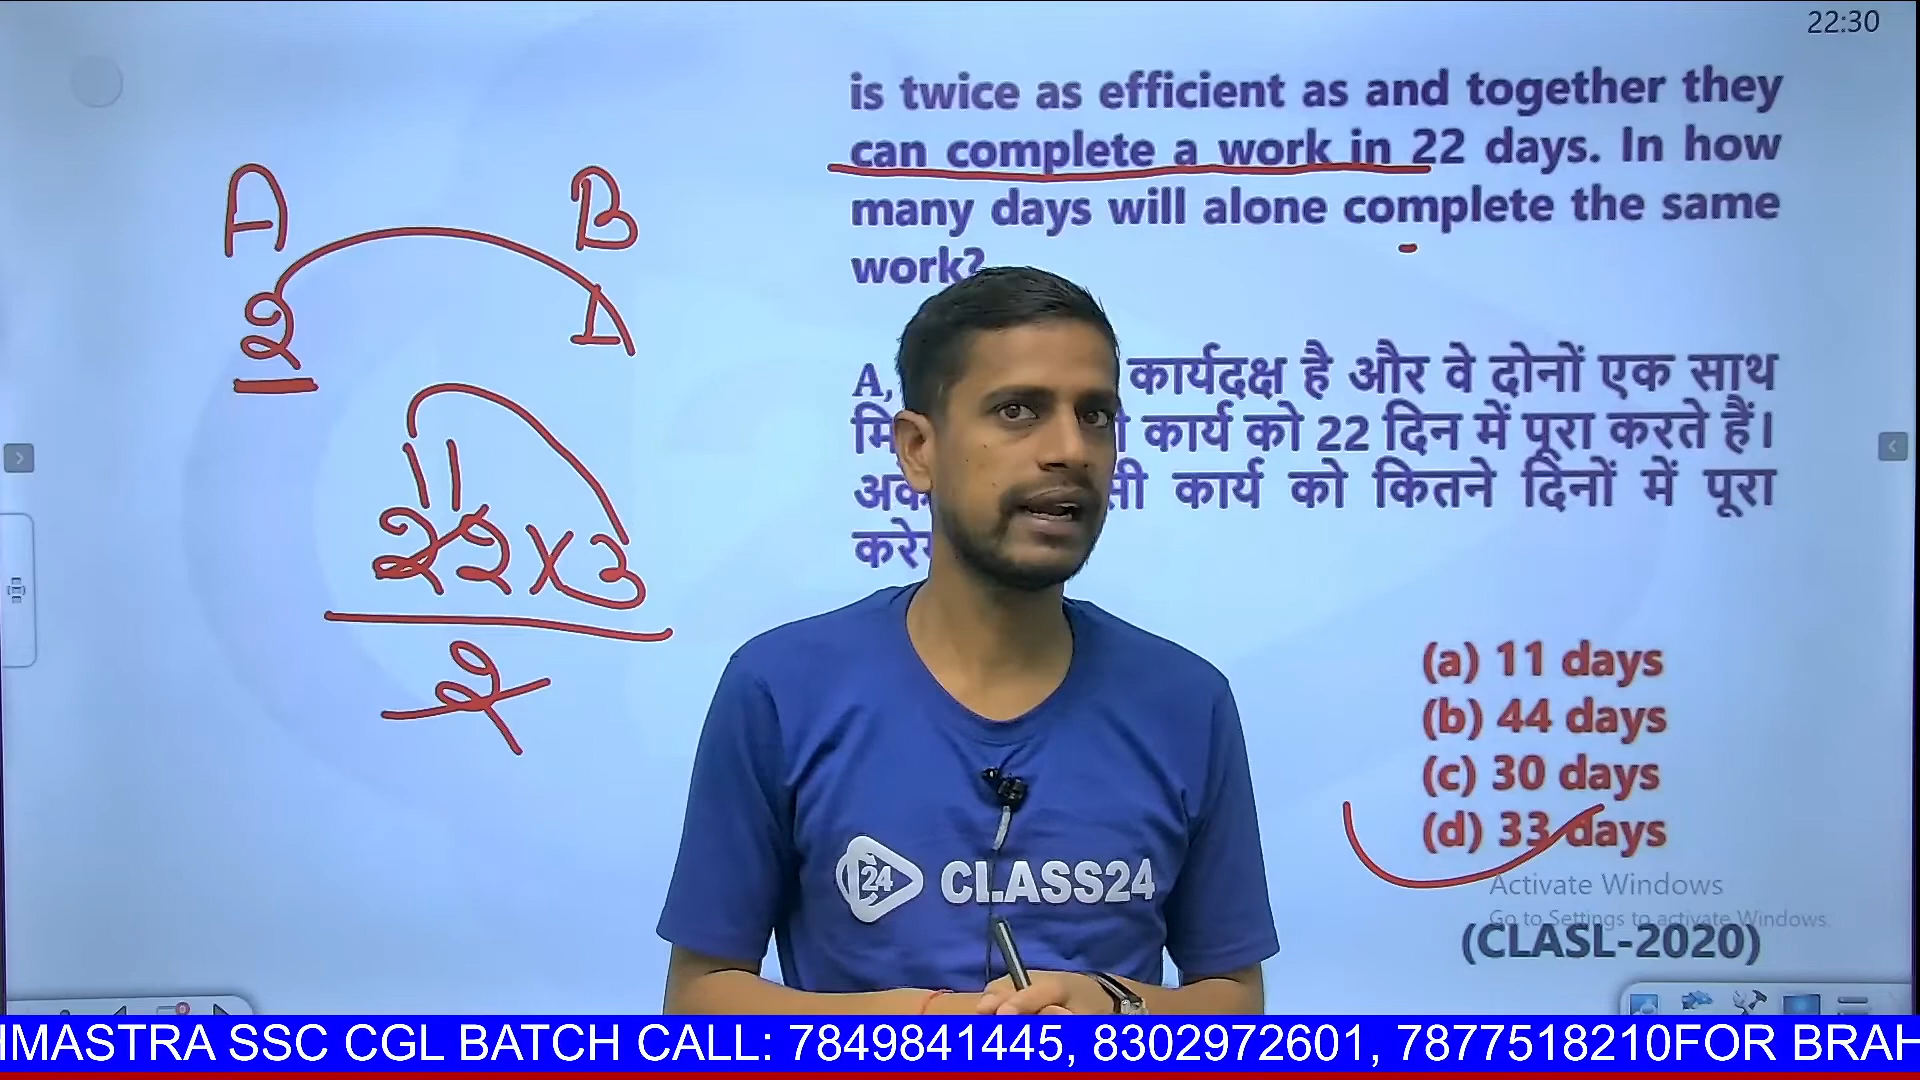 22:30
is twice as efficient as and together they
can complete a work in 22 days. In how
many days will alone complete the same
work?
A B
2 1
A, कार्यदक्ष है और वे दोनों एक साथ
कार्य को 22 दिन में पूरा करते हैं।
कार्य को कितने दिनों में पूरा
11
22 x 3
2
(a) 11 days
(b) 44 days
(c) 30 days
(d) 33 days
Activate Windows
Go to Settings to activate Windows.
(CLASL-2020)
24 CLASS24
HMASTRA SSC CGL BATCH CALL: 7849841445, 8302972601, 7877518210FOR BRAH